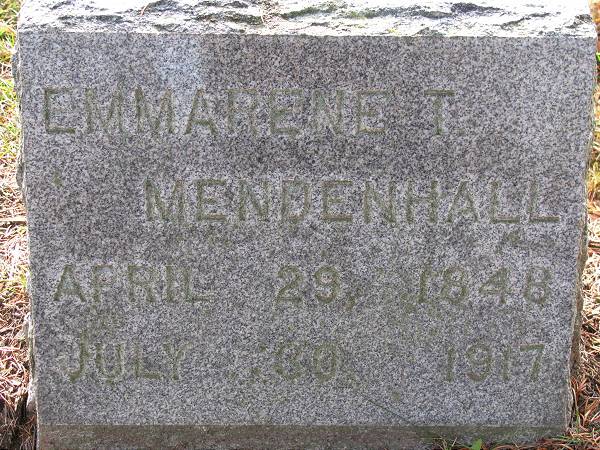 EMMARENE T.
MENDENHALL
APRIL 29, 1848
JULY 30, 1917